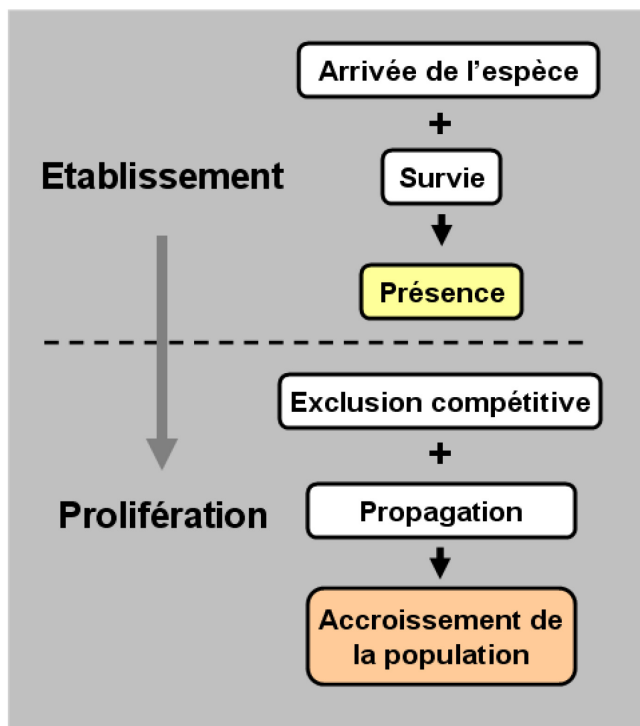 Arrivée de l'espèce
+
Etablissement
Survie
Présence
Exclusion compétitive
+
Prolifération
Propagation
Accroissement de
la population